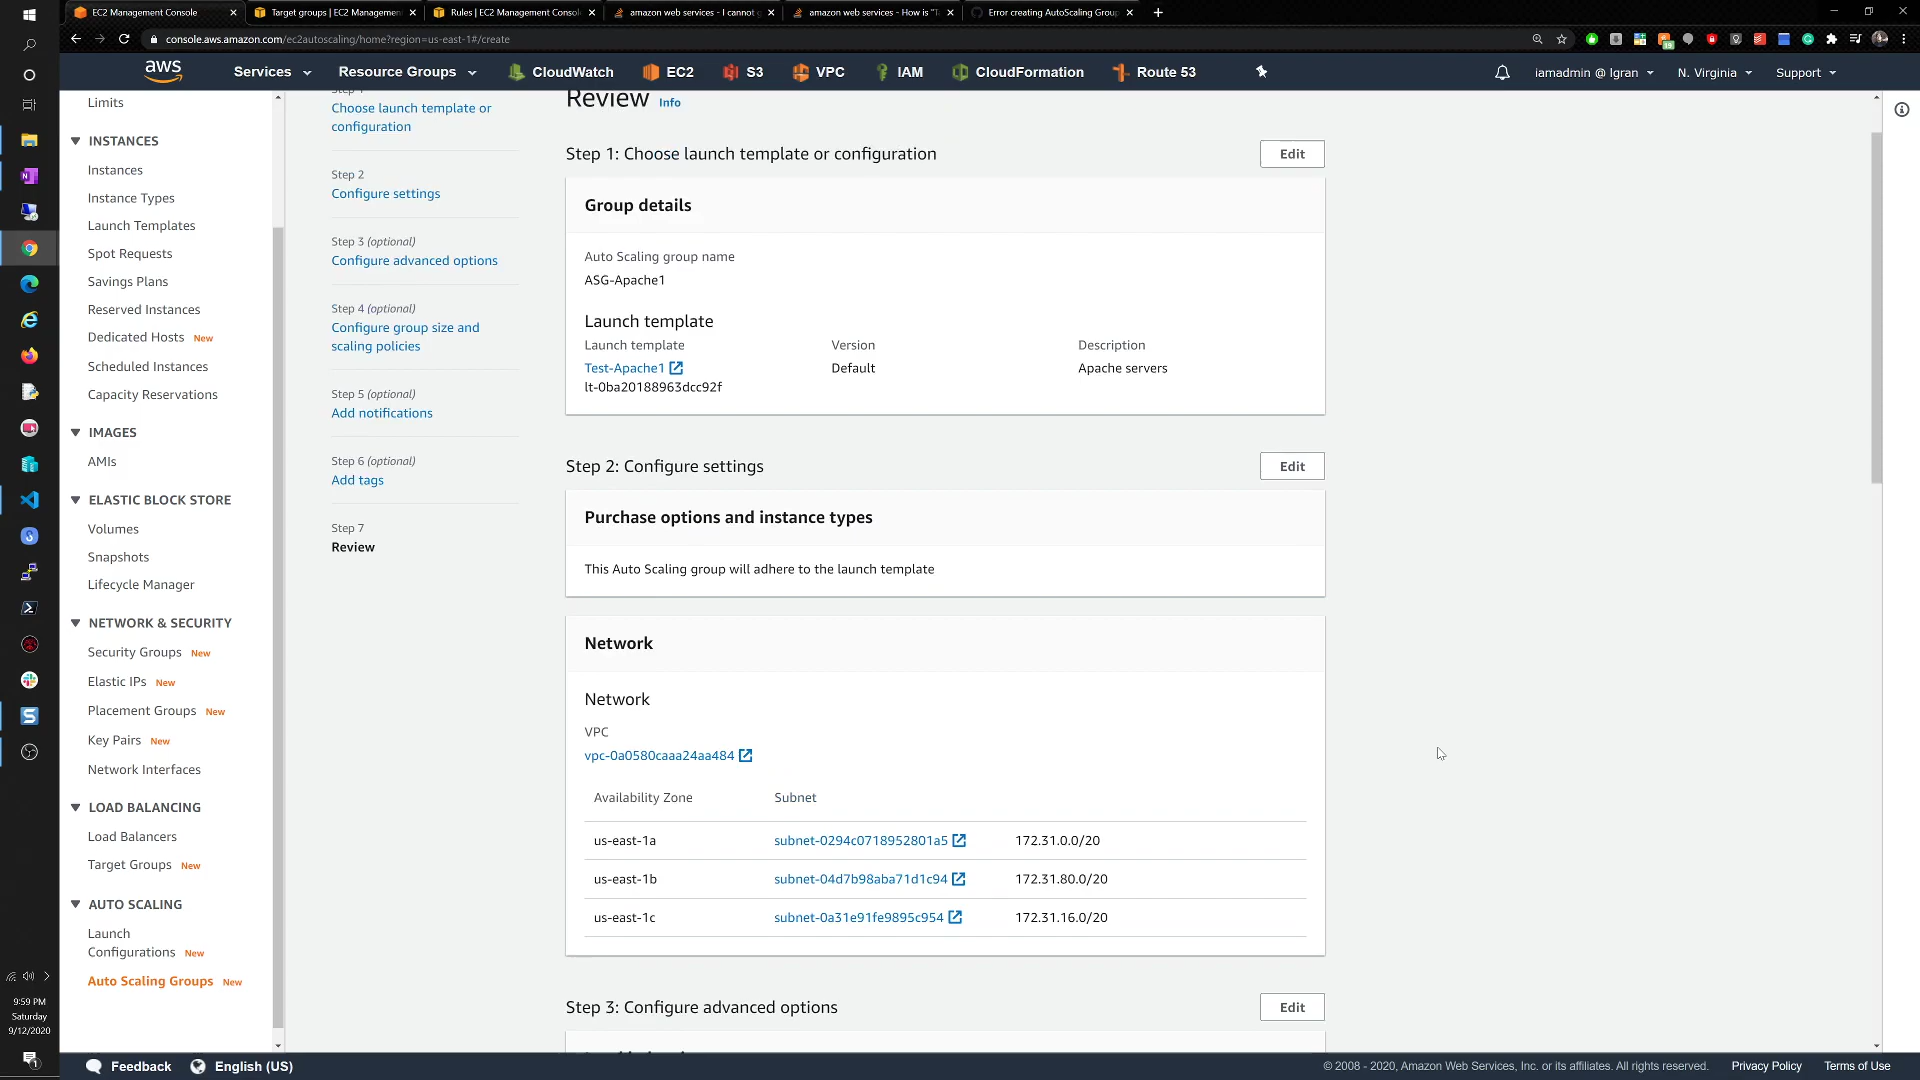 EC2 Management Console
Target groups | EC2 Management
Rules | EC2 Management Conso
amazon web services - I cannot
amazon web services - How is "T
Error creating AutoScaling Group
console.aws.amazon.com/ec2autoscaling/home?region=us-east-1#/create
aws
Services
Resource Groups
CloudWatch
EC2
S3
VPC
IAM
CloudFormation
Route 53
iamadmin @ lgran
N. Virginia
Support
Limits
INSTANCES
Instances
Instance Types
Launch Templates
Spot Requests
Savings Plans
Reserved Instances
Dedicated Hosts New
Scheduled Instances
Capacity Reservations
IMAGES
AMIs
ELASTIC BLOCK STORE
Volumes
Snapshots
Lifecycle Manager
NETWORK & SECURITY
Security Groups New
Elastic IPs New
Placement Groups New
Key Pairs New
Network Interfaces
LOAD BALANCING
Load Balancers
Target Groups New
AUTO SCALING
Launch
Configurations New
Auto Scaling Groups New
Choose launch template or
configuration
Step 2
Configure settings
Step 3 (optional)
Configure advanced options
Step 4 (optional)
Configure group size and
scaling policies
Step 5 (optional)
Add notifications
Step 6 (optional)
Add tags
Step 7
Review
Review Info
Step 1: Choose launch template or configuration
Edit
Group details
Auto Scaling group name
ASG-Apache1
Launch template
Launch template
Version
Description
Test-Apache1
Default
Apache servers
lt-0ba20188963dcc92f
Step 2: Configure settings
Edit
Purchase options and instance types
This Auto Scaling group will adhere to the launch template
Network
Network
VPC
vpc-0a0580caaa24aa484
Availability Zone
Subnet
us-east-1a
subnet-0294c0718952801a5
172.31.0.0/20
us-east-1b
subnet-04d7b98aba71d1c94
172.31.80.0/20
us-east-1c
subnet-0a31e91fe9895c954
172.31.16.0/20
Step 3: Configure advanced options
Edit
9:59 PM
Saturday
9/12/2020
Feedback
English (US)
© 2008 - 2020, Amazon Web Services, Inc. or its affiliates. All rights reserved.
Privacy Policy
Terms of Use